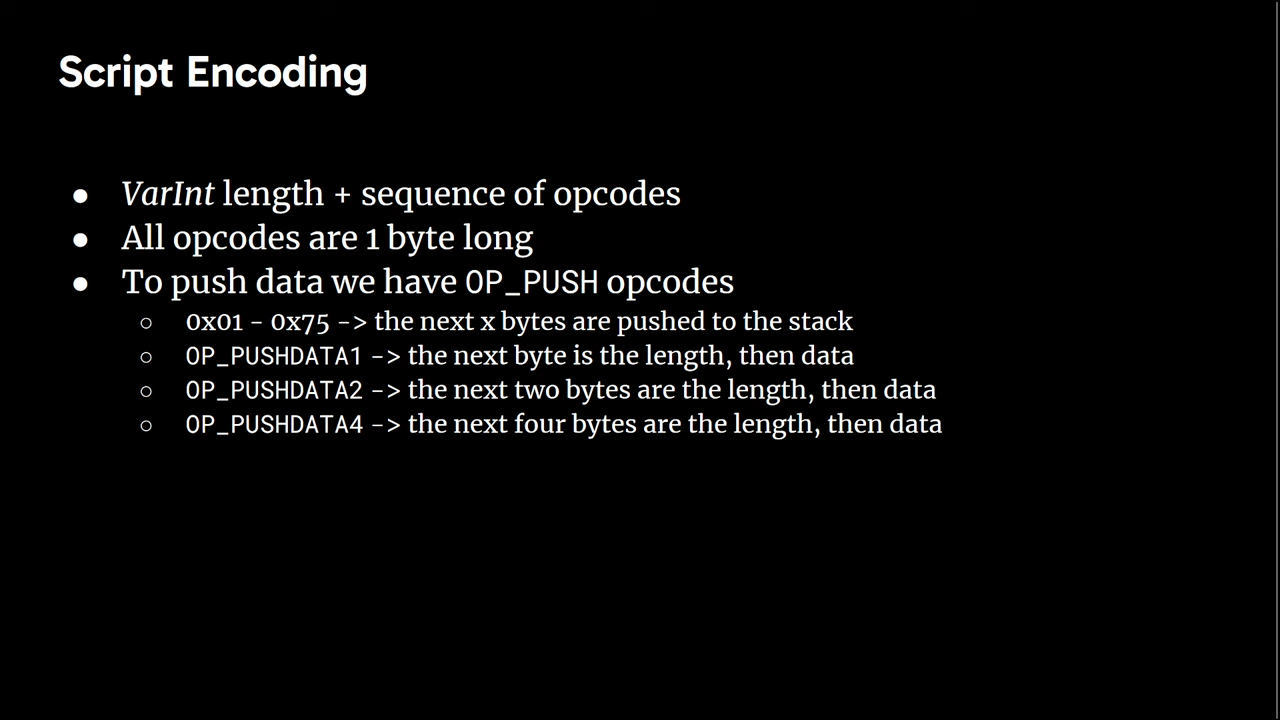 Script Encoding
● VarInt length + sequence of opcodes
● All opcodes are 1 byte long
● To push data we have OP_PUSH opcodes
○ 0x01 - 0x75 -> the next x bytes are pushed to the stack
○ OP_PUSHDATA1 -> the next byte is the length, then data
○ OP_PUSHDATA2 -> the next two bytes are the length, then data
○ OP_PUSHDATA4 -> the next four bytes are the length, then data